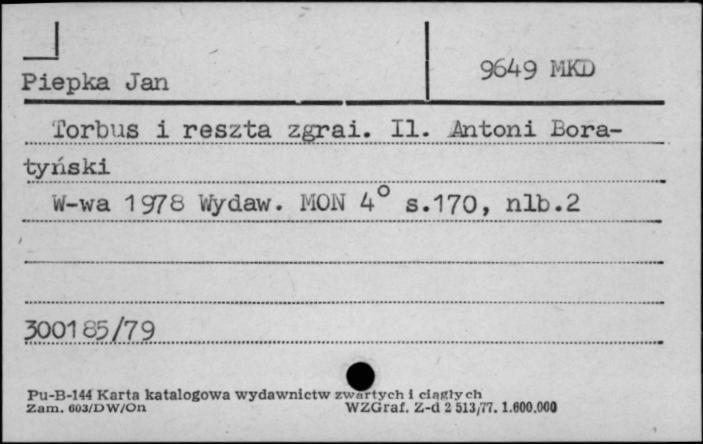 Piepka Jan
9649 MKD
Torbus i reszta zgrai. Il. Antoni Bora-
tyński
W-wa 1978 Wydaw. MON 4° s.170, nlb.2
300185/79
Pu-B-144 Karta katalogowa wydawnictw zwartych i ciągłych
Zam. 603/DW/On
WZGraf. Z-d 2 513/77. 1.600.000